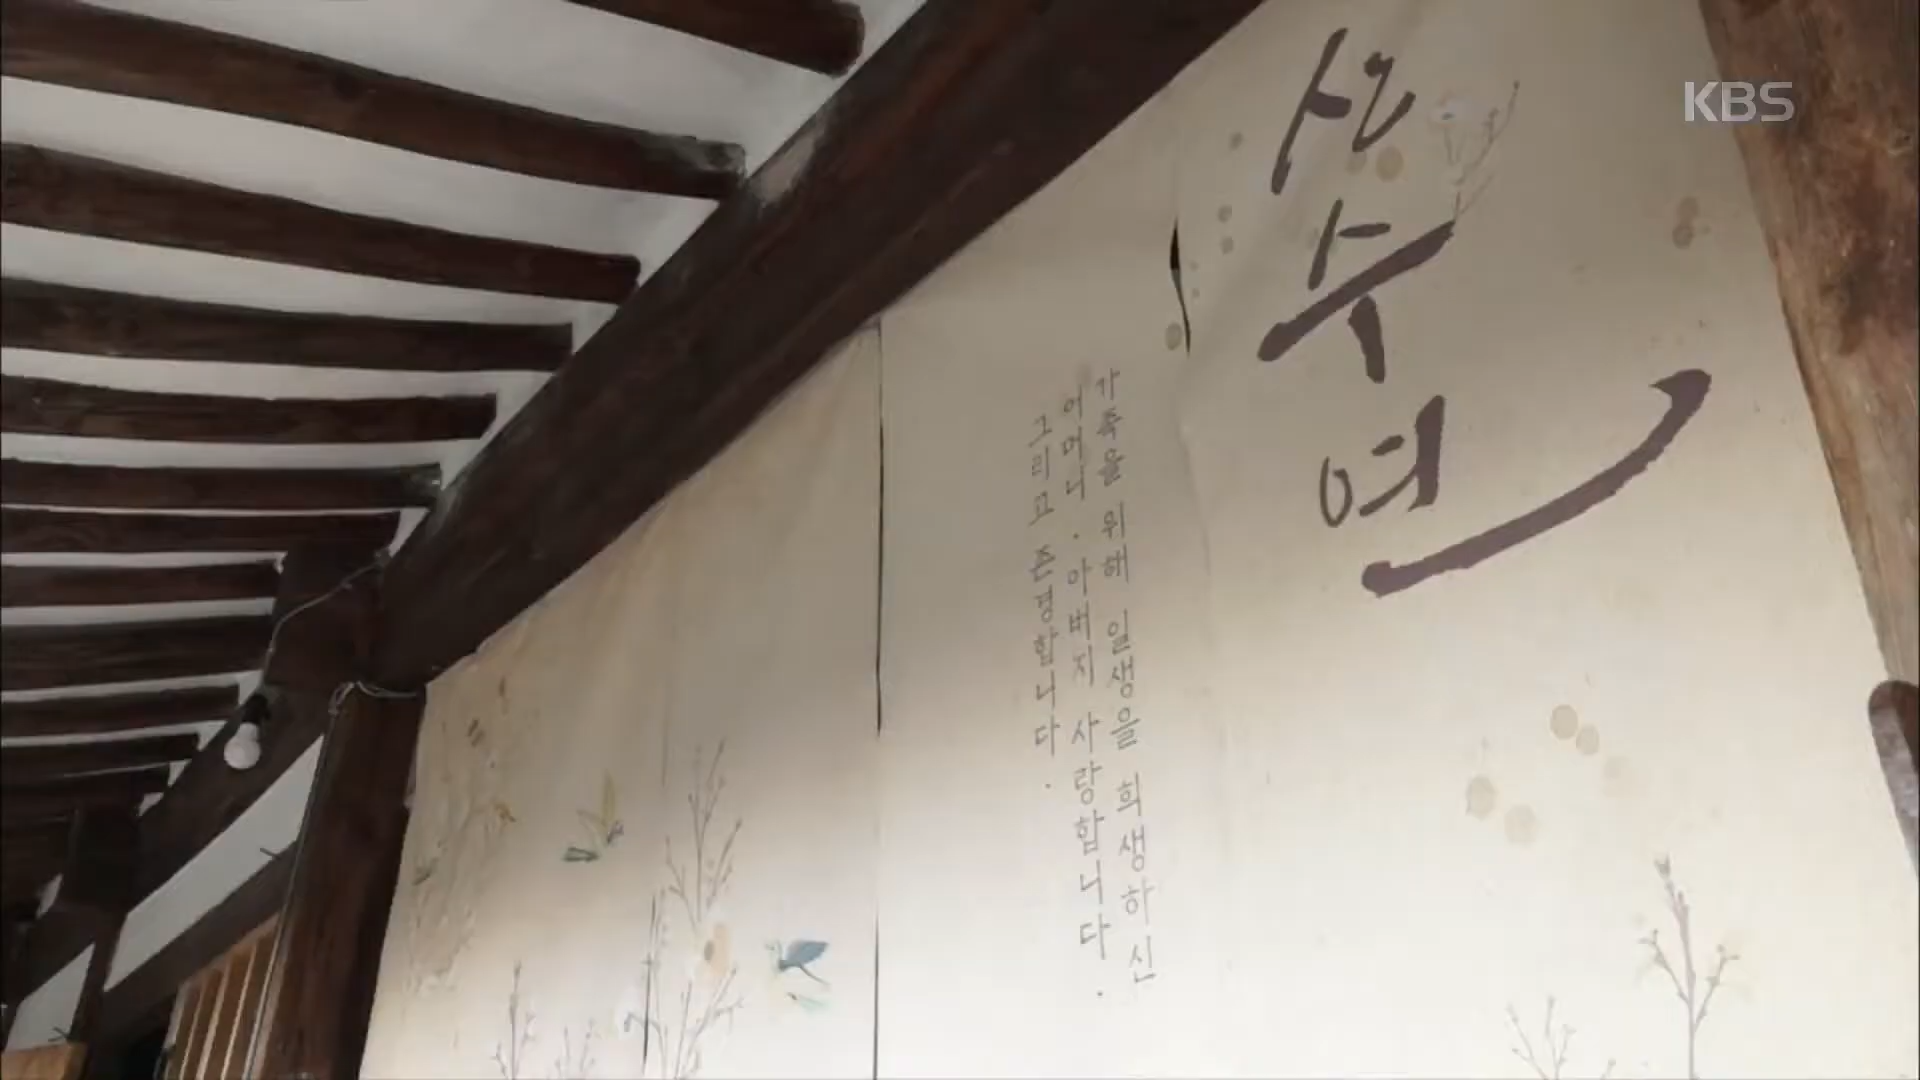 KBS
산
수
연
가족을 위해 일생을 희생하신
어머니. 아버지 사랑합니다.
그리고 존경합니다.